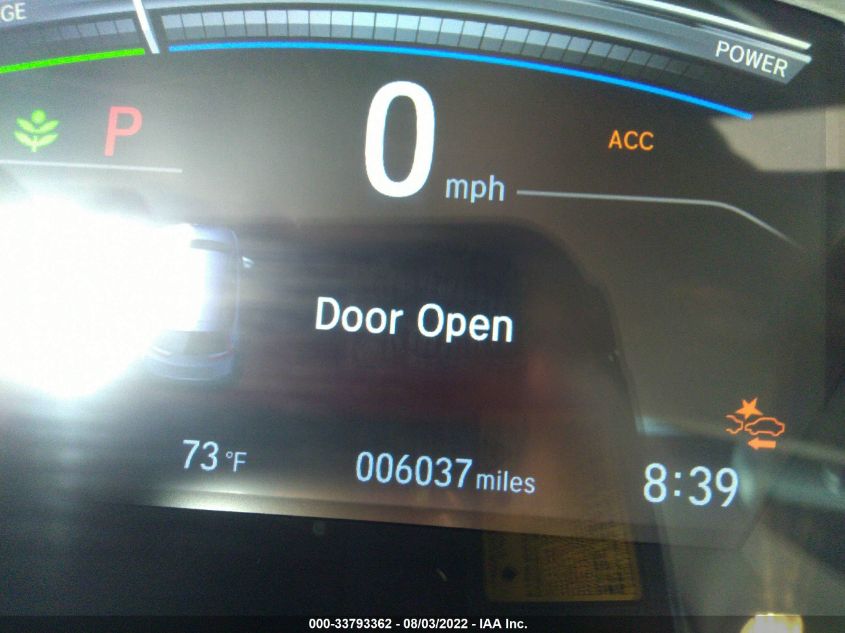 GE
POWER
P
0 mph
ACC
Door Open
73 °F
006037 miles
8:39
000-33793362 - 08/03/2022 - IAA Inc.